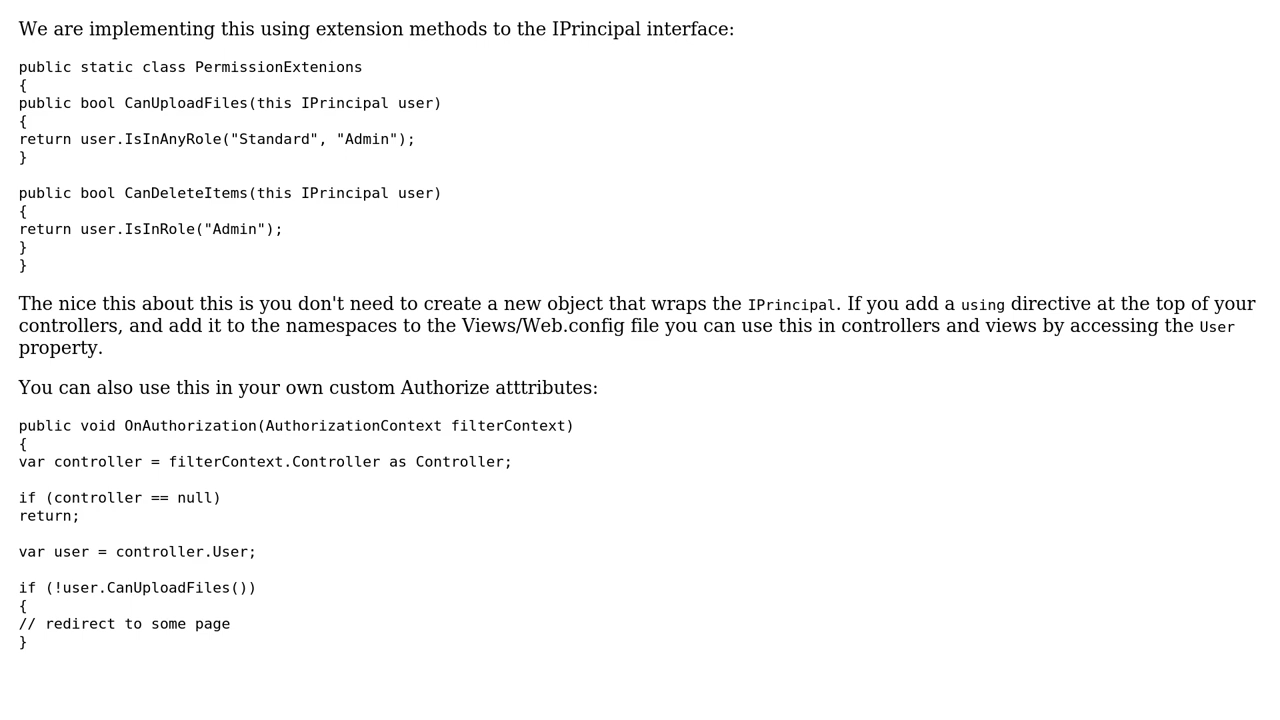 We are implementing this using extension methods to the IPrincipal interface:
public static class PermissionExtenions
{
public bool CanUploadFiles(this IPrincipal user)
{
return user.IsInAnyRole("Standard", "Admin");
}
public bool CanDeleteItems(this IPrincipal user)
{
return user.IsInRole("Admin");
}
}
The nice this about this is you don't need to create a new object that wraps the IPrincipal. If you add a using directive at the top of your
controllers, and add it to the namespaces to the Views/Web.config file you can use this in controllers and views by accessing the User
property.
You can also use this in your own custom Authorize atttributes:
public void OnAuthorization(AuthorizationContext filterContext)
{
var controller = filterContext.Controller as Controller;
if (controller == null)
return;
var user = controller.User;
if (!user.CanUploadFiles())
{
// redirect to some page
}